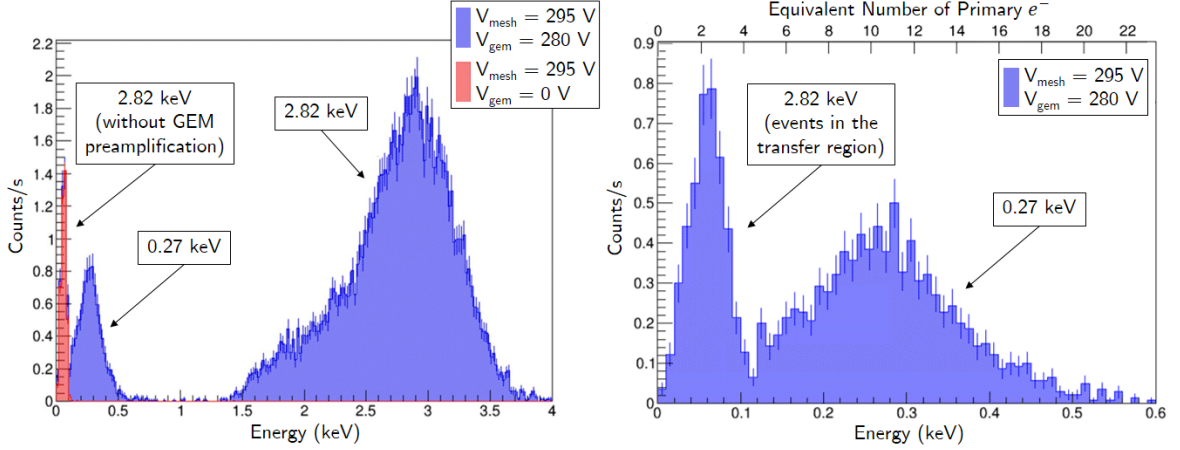 V_mesh = 295 V
V_gem = 280 V
V_mesh = 295 V
V_gem = 0 V
2.82 keV
(without GEM
preamplification)
2.82 keV
0.27 keV
Counts/s
2.2
2
1.8
1.6
1.4
1.2
1
0.8
0.6
0.4
0.2
0
0 0.5 1 1.5 2 2.5 3 3.5 4
Energy (keV)
Equivalent Number of Primary e⁻
0 2 4 6 8 10 12 14 16 18 20 22
V_mesh = 295 V
V_gem = 280 V
2.82 keV
(events in the
transfer region)
0.27 keV
Counts/s
0.9
0.8
0.7
0.6
0.5
0.4
0.3
0.2
0.1
0
0 0.1 0.2 0.3 0.4 0.5 0.6
Energy (keV)